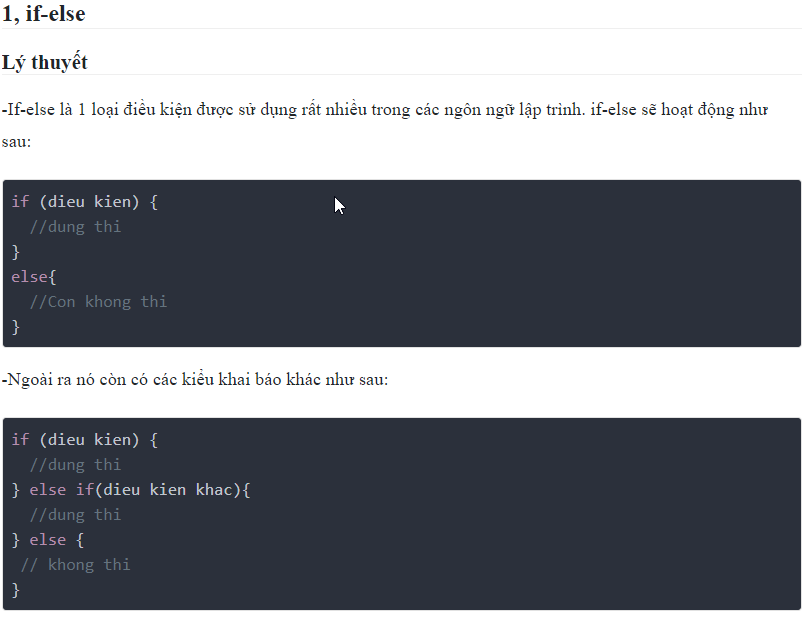 1, if-else
Lý thuyết
-If-else là 1 loại điều kiện được sử dụng rất nhiều trong các ngôn ngữ lập trình. if-else sẽ hoạt động như
sau:
if (dieu kien) {
  //dung thi
}
else{
  //Con khong thi
}
-Ngoài ra nó còn có các kiểu khai báo khác như sau:
if (dieu kien) {
  //dung thi
} else if(dieu kien khac){
  //dung thi
} else {
 // khong thi
}